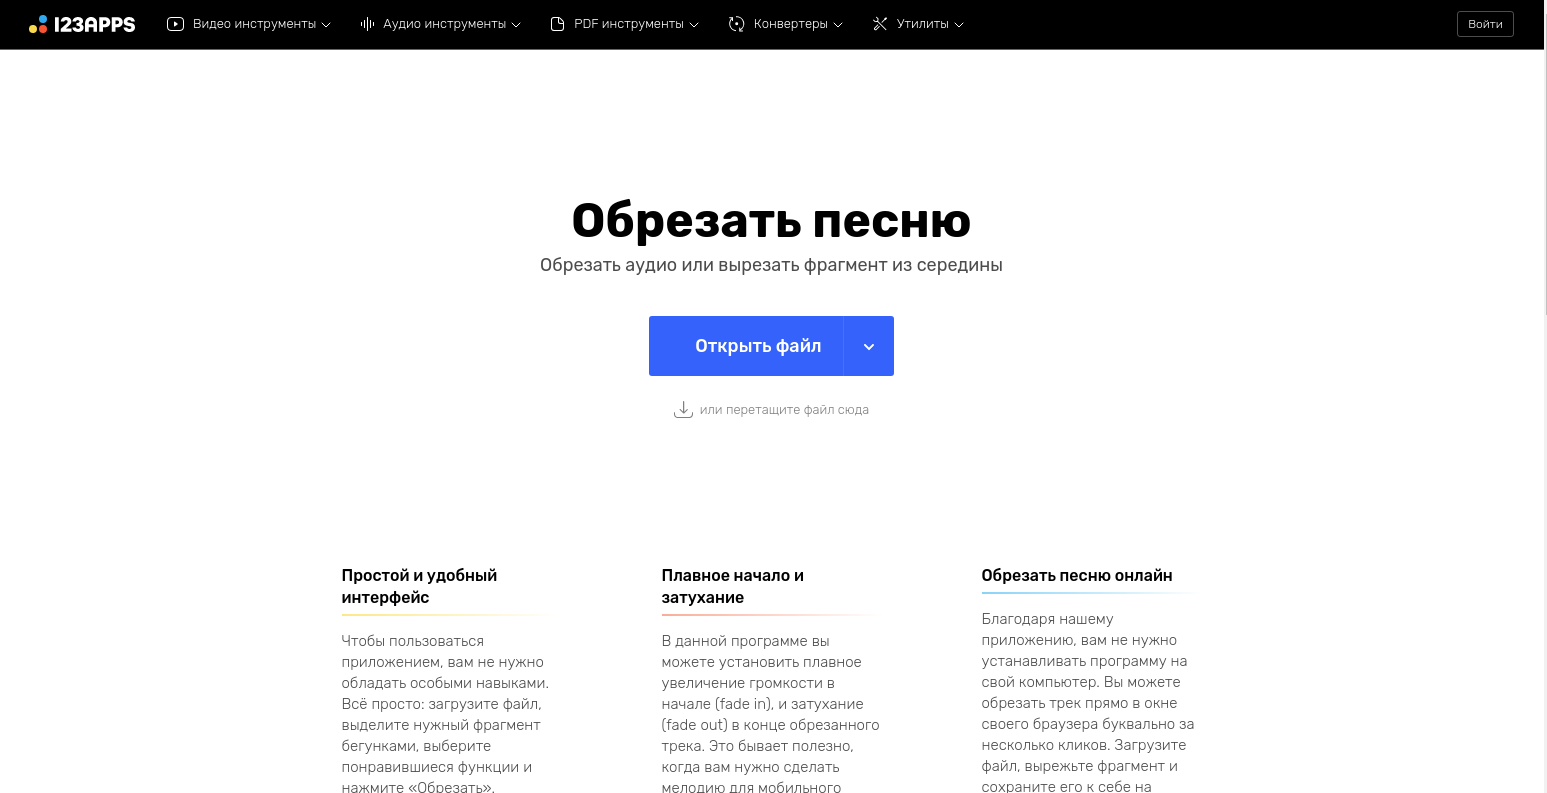 123APPS
Видео инструменты
Аудио инструменты
PDF инструменты
Конвертеры
Утилиты
Войти
Обрезать песню
Обрезать аудио или вырезать фрагмент из середины
Открыть файл
или перетащите файл сюда
Простой и удобный
интерфейс
Чтобы пользоваться
приложением, вам не нужно
обладать особыми навыками.
Всё просто: загрузите файл,
выделите нужный фрагмент
бегунками, выберите
понравившиеся функции и
нажмите «Обрезать».
Плавное начало и
затухание
В данной программе вы
можете установить плавное
увеличение громкости в
начале (fade in), и затухание
(fade out) в конце обрезанного
трека. Это бывает полезно,
когда вам нужно сделать
мелодию для мобильного
Обрезать песню онлайн
Благодаря нашему
приложению, вам не нужно
устанавливать программу на
свой компьютер. Вы можете
обрезать трек прямо в окне
своего браузера буквально за
несколько кликов. Загрузите
файл, вырежьте фрагмент и
сохраните его к себе на